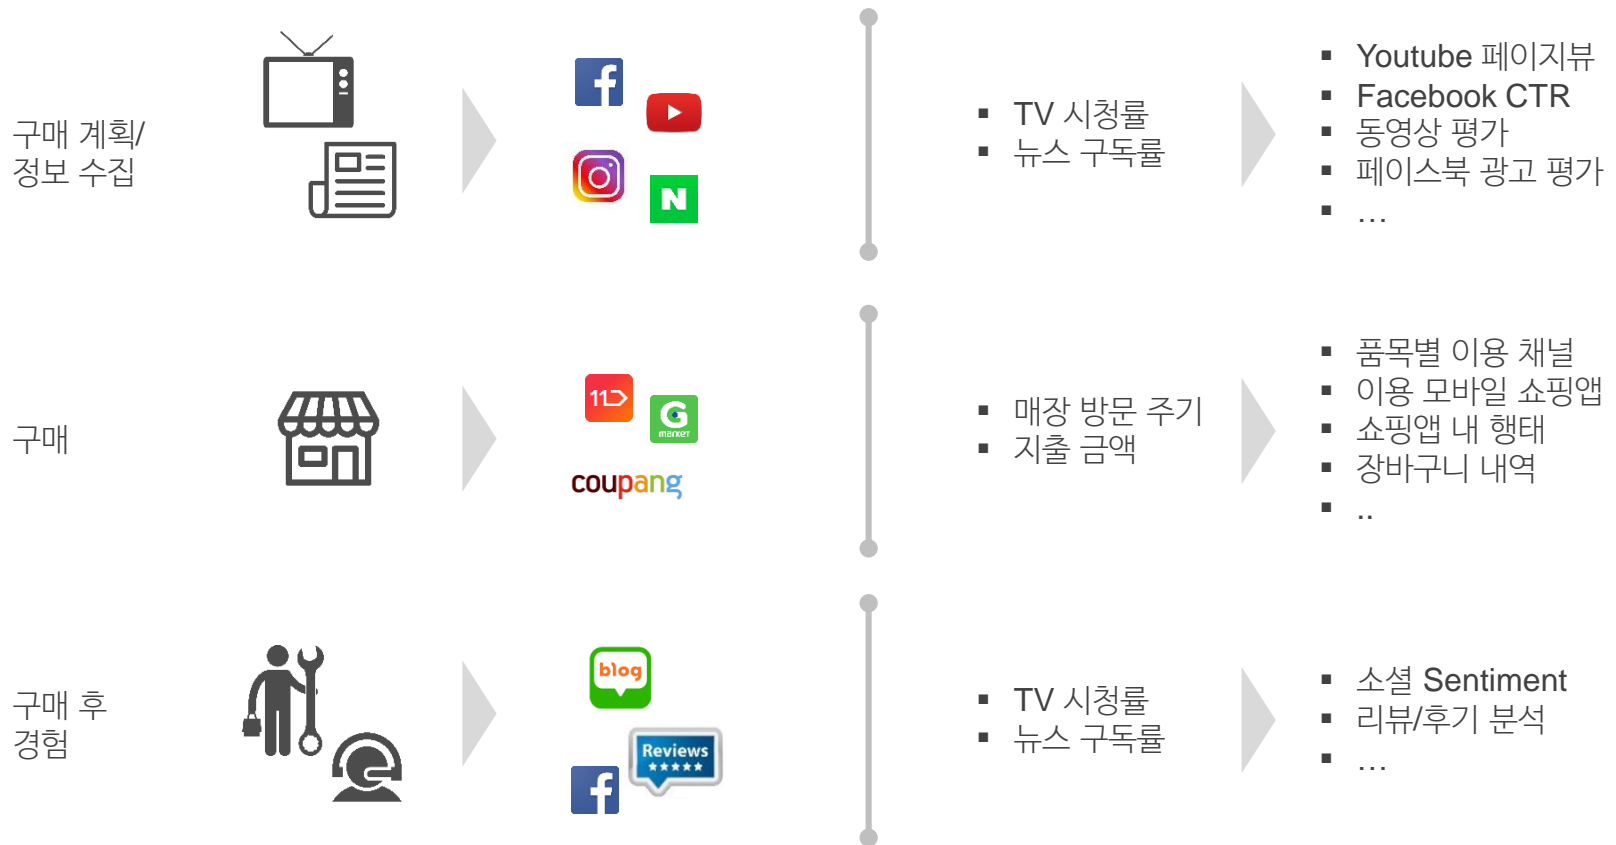 구매 계획/
정보 수집
N
▪ TV 시청률
▪ 뉴스 구독률
▪ Youtube 페이지뷰
▪ Facebook CTR
▪ 동영상 평가
▪ 페이스북 광고 평가
▪ …
구매
11
G
market
coupang
▪ 매장 방문 주기
▪ 지출 금액
▪ 품목별 이용 채널
▪ 이용 모바일 쇼핑앱
▪ 쇼핑앱 내 행태
▪ 장바구니 내역
▪ ..
구매 후
경험
blog
Reviews
f
▪ TV 시청률
▪ 뉴스 구독률
▪ 소셜 Sentiment
▪ 리뷰/후기 분석
▪ …